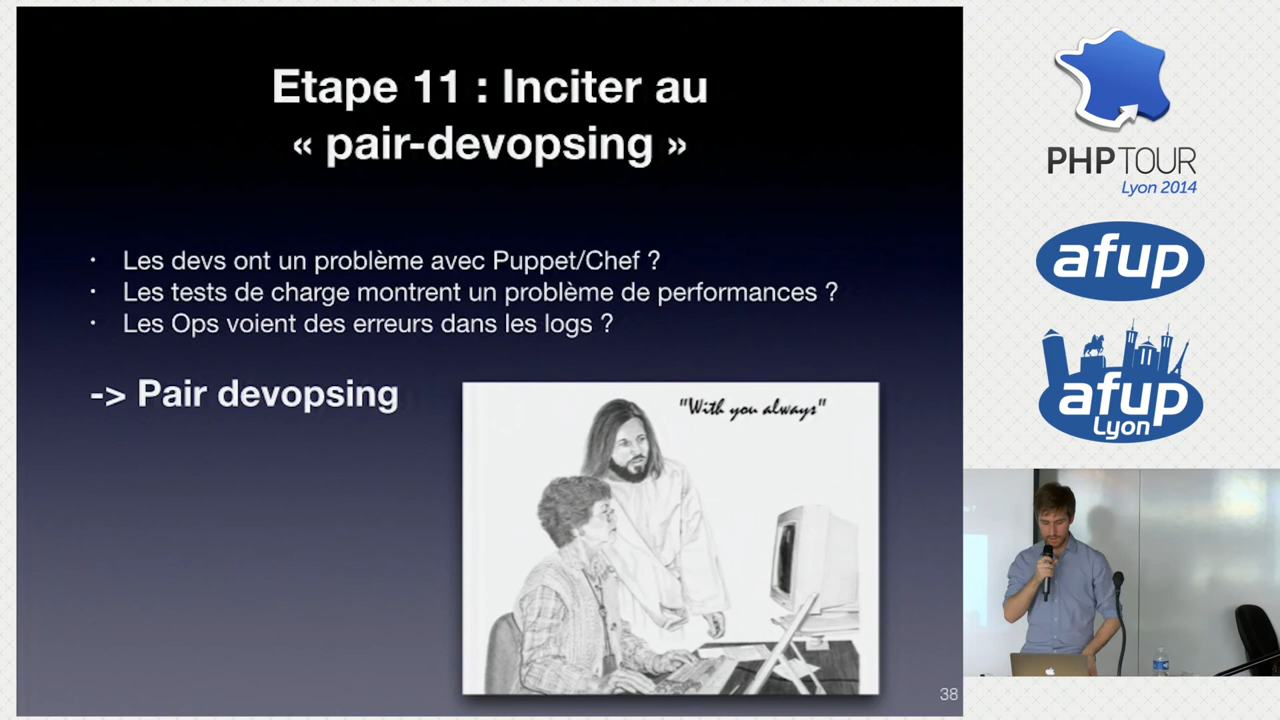 Etape 11 : Inciter au
« pair-devopsing »
• Les devs ont un problème avec Puppet/Chef ?
• Les tests de charge montrent un problème de performances ?
• Les Ops voient des erreurs dans les logs ?
-> Pair devopsing
"With you always"
38
PHP TOUR
Lyon 2014
afup
afup
Lyon